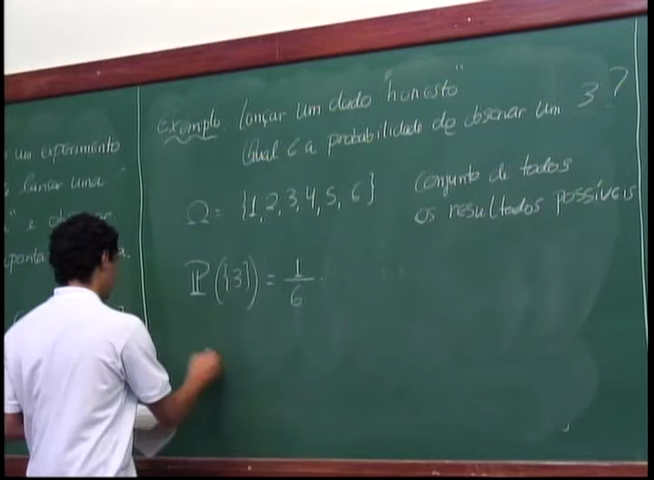 um experimento
lançar uma
" e
ponta
Exemplo: Lançar um dado "honesto"
Qual é a probabilidade de observar um 3?
Ω = {1, 2, 3, 4, 5, 6}
conjunto de todos
os resultados possíveis
ℙ({3}) = 1/6